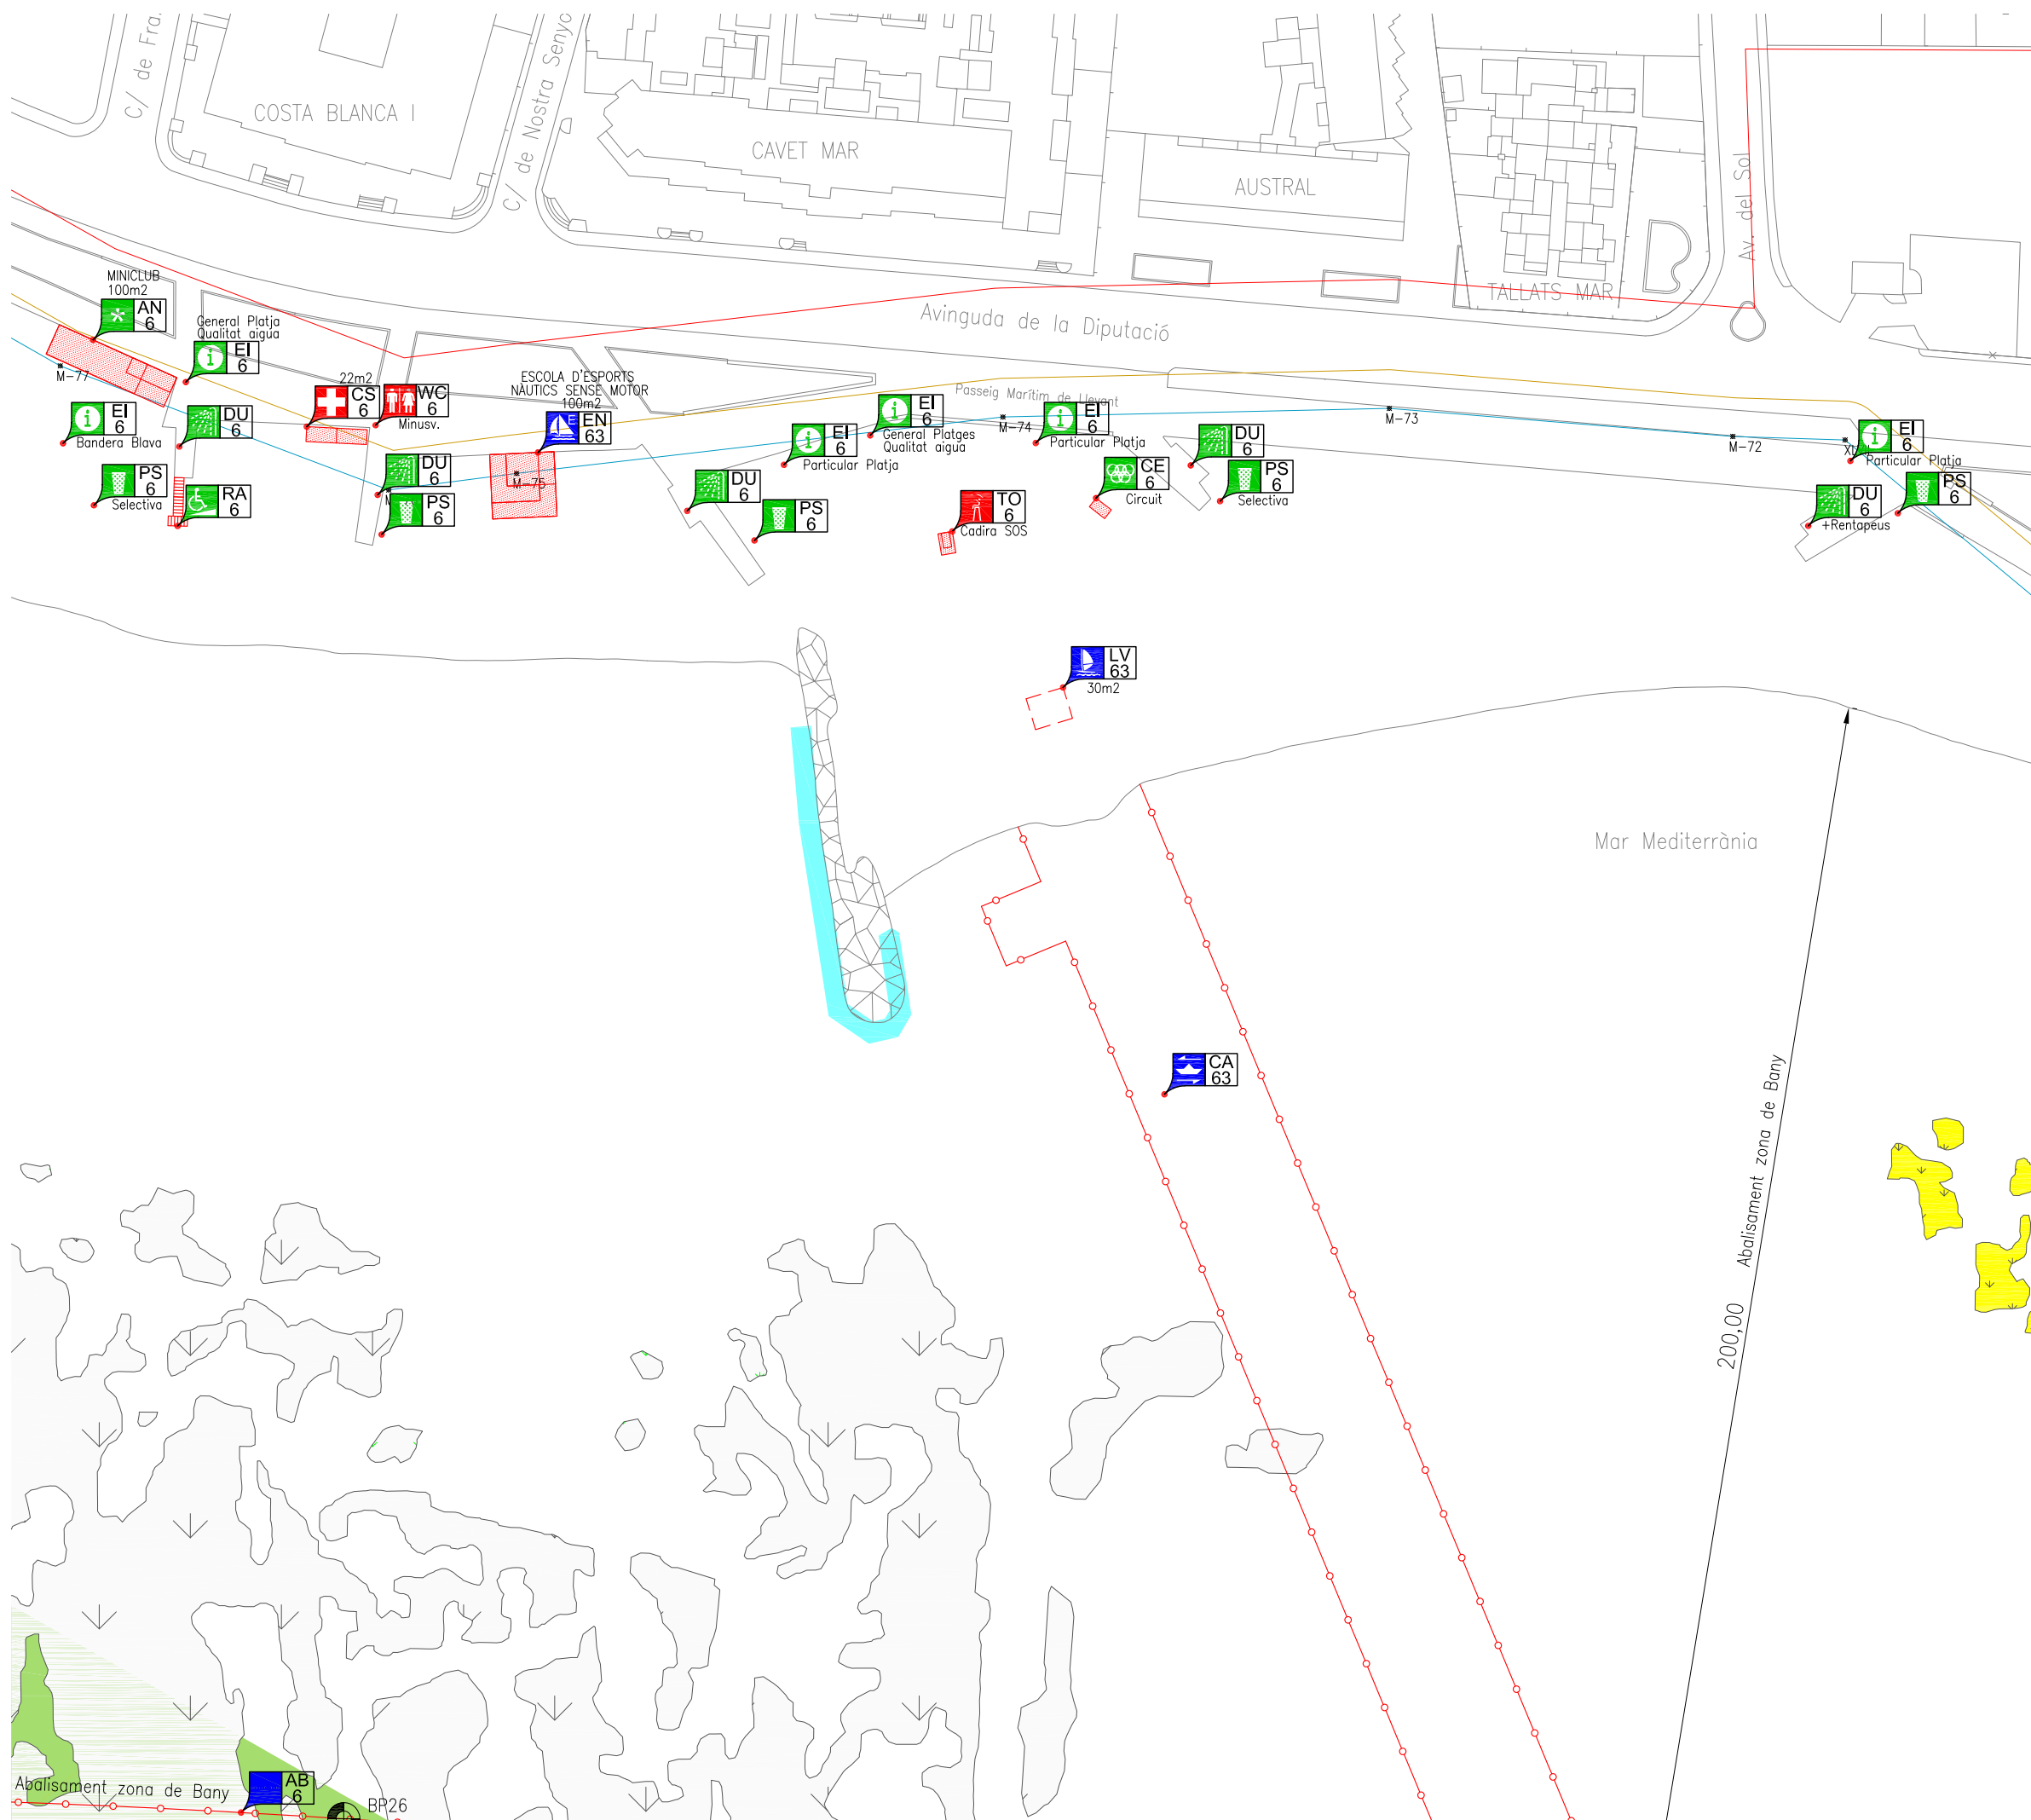 C/ de Fra.
COSTA BLANCA I
C/ de Nostra Senyo
CAVET MAR
AUSTRAL
TALLATS MAR
Av. del Sol
Avinguda de la Diputació
Passeig Marítim de Llevant
MINICLUB
100m2
AN
6
General Platja
Qualitat aigua
EI
6
M-77
EI
6
Bandera Blava
DU
6
22m2
CS
6
WC
6
Minusv.
ESCOLA D'ESPORTS
NÀUTICS SENSE MOTOR
100m2
E
EN
63
PS
6
Selectiva
RA
6
DU
6
PS
6
M-75
EI
6
Particular Platja
EI
6
General Platges
Qualitat aigua
M-74
EI
6
Particular Platja
DU
6
PS
6
TO
6
Cadira SOS
CE
6
Circuit
DU
6
PS
6
Selectiva
M-73
M-72
EI
6
Particular Platja
DU
6
+Rentapeus
PS
6
LV
63
30m2
Mar Mediterrània
CA
63
200,00 Abalisament zona de Bany
Abalisament zona de Bany
AB
6
BP26